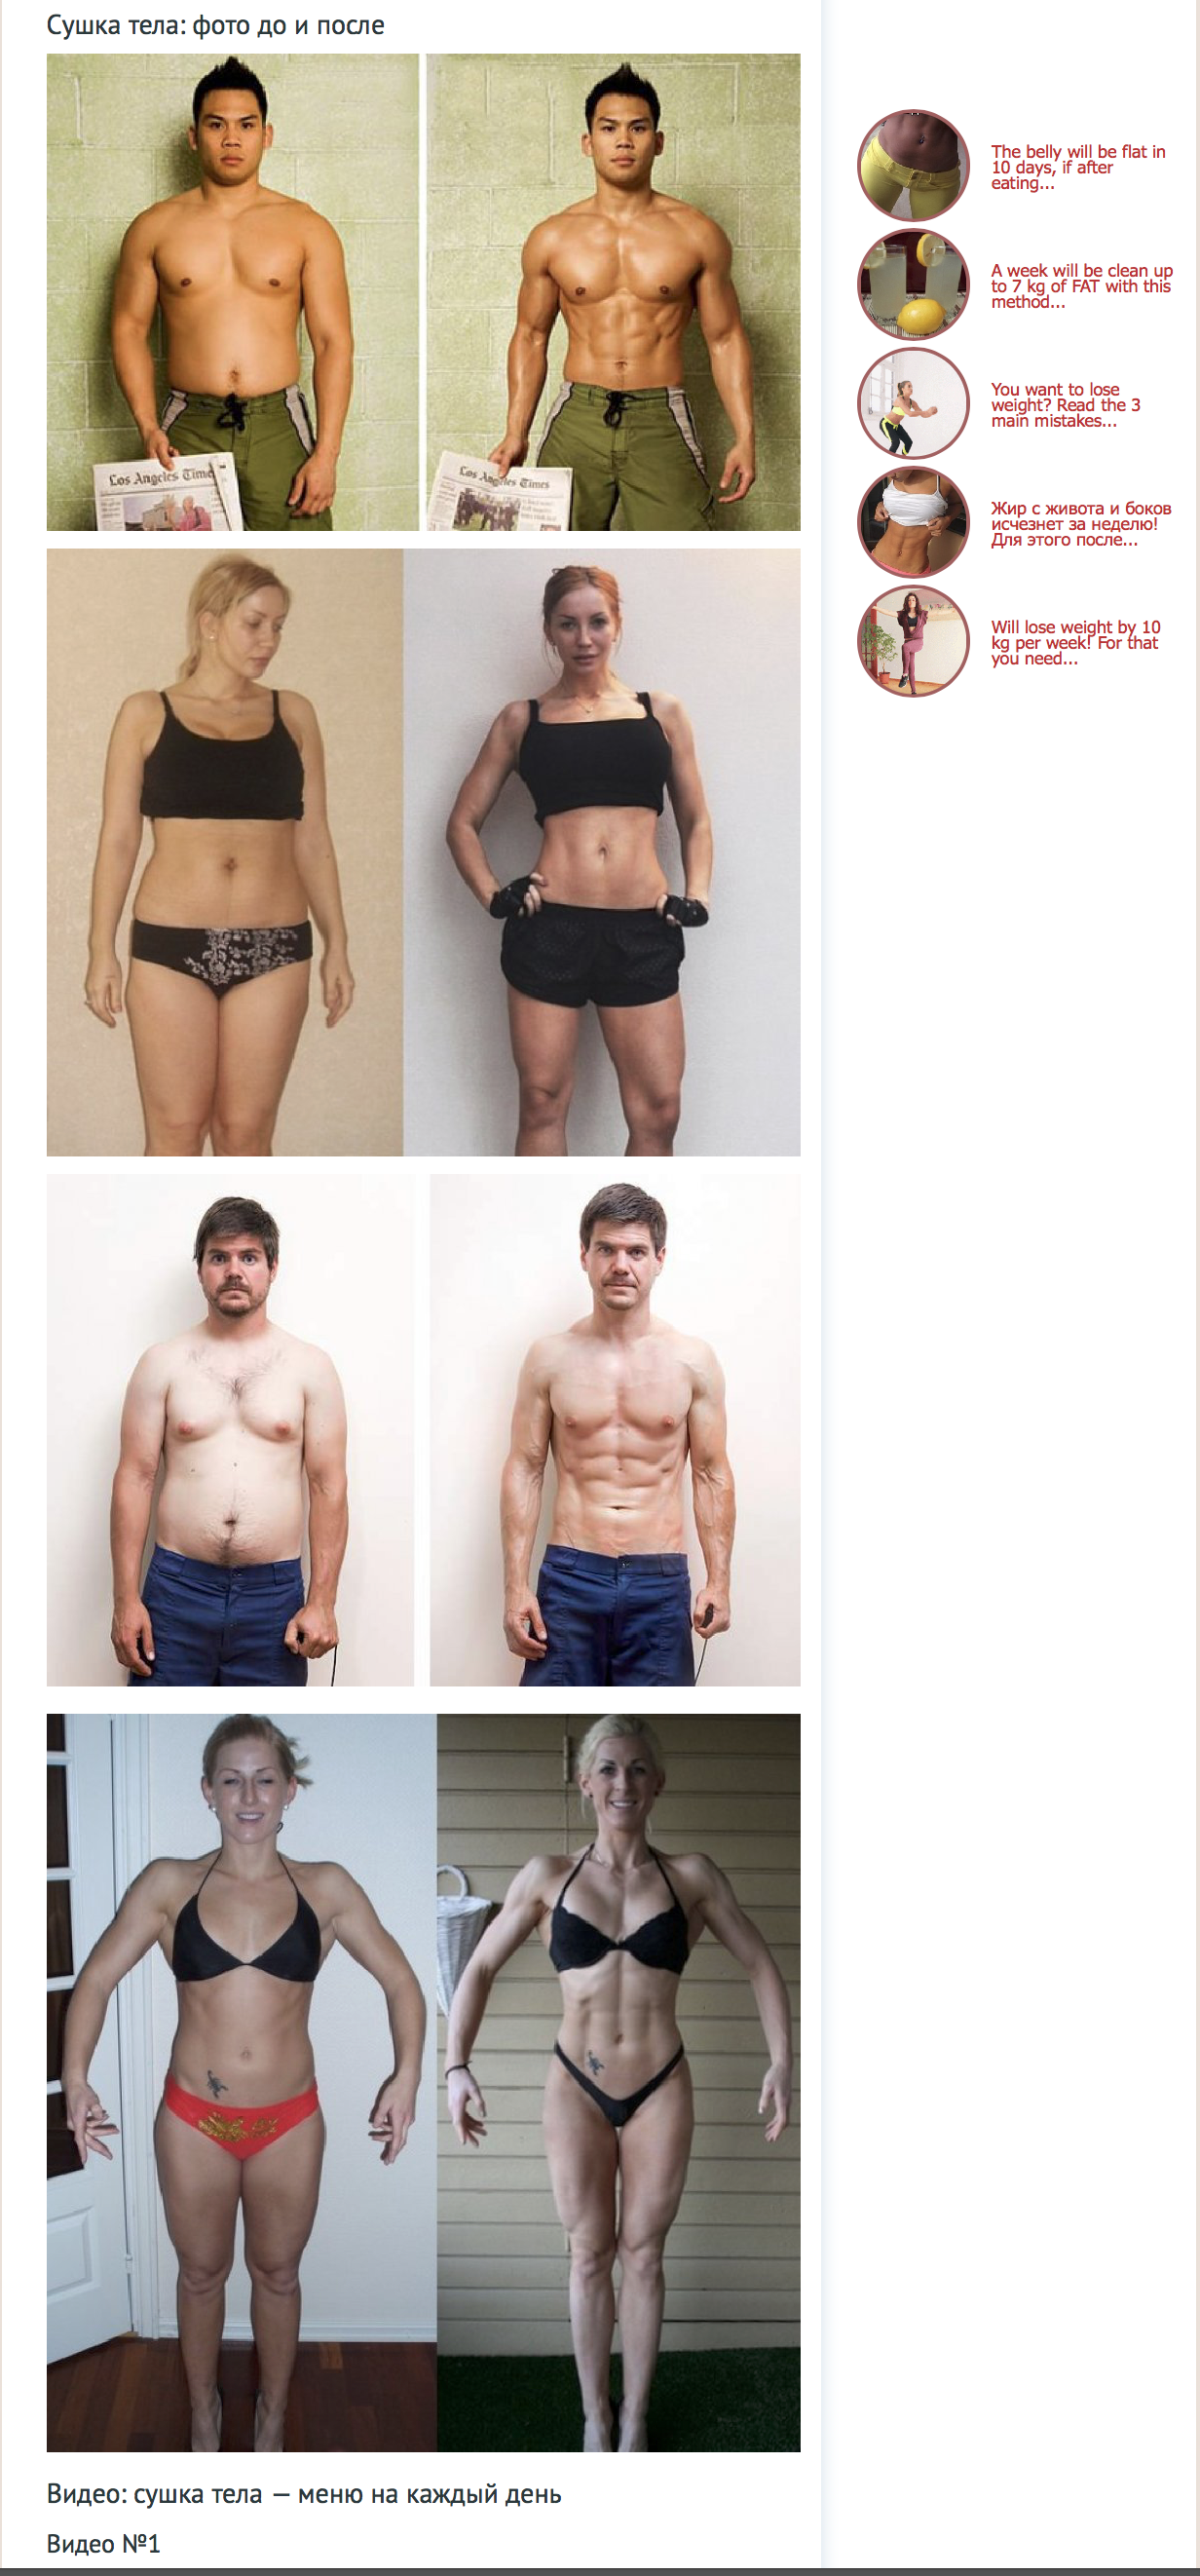 Сушка тела: фото до и после
Los Angeles Times
Los Angeles Times
The belly will be flat in
10 days, if after
eating...
A week will be clean up
to 7 kg of FAT with this
method...
You want to lose
weight? Read the 3
main mistakes...
Жир с живота и боков
исчезнет за неделю!
Для этого после...
Will lose weight by 10
kg per week! For that
you need...
Видео: сушка тела — меню на каждый день
Видео №1